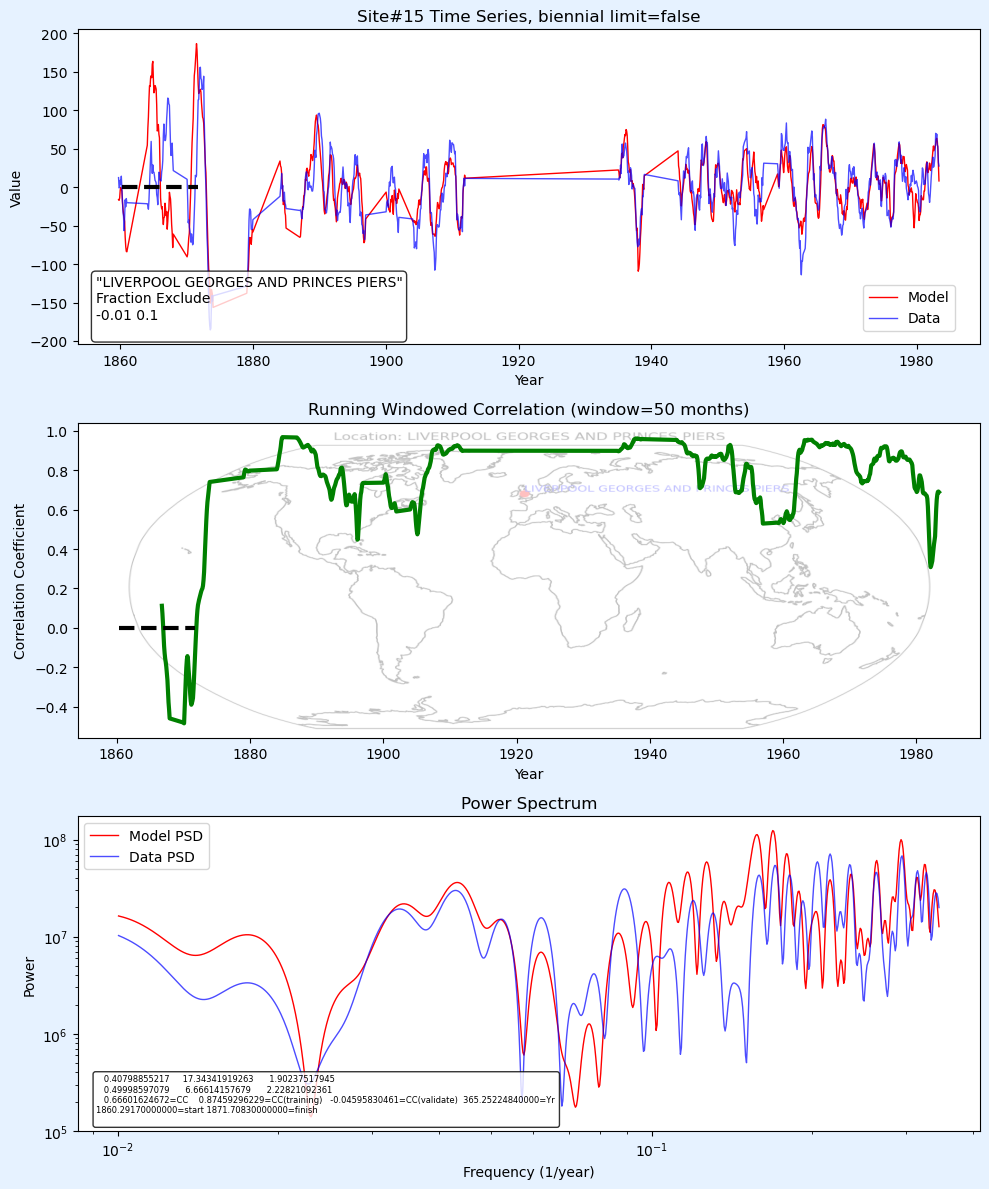 Site#15 Time Series, biennial limit=false
200
150
100
50
0
−50
−100
−150
−200
Value
"LIVERPOOL GEORGES AND PRINCES PIERS"
Fraction Exclude
-0.01 0.1
Model
Data
1860 1880 1900 1920 1940 1960 1980
Year
Running Windowed Correlation (window=50 months)
Location: LIVERPOOL GEORGES AND PRINCES PIERS
LIVERPOOL GEORGES AND PRINCES PIERS
1.0
0.8
0.6
0.4
0.2
0.0
−0.2
−0.4
Correlation Coefficient
1860 1880 1900 1920 1940 1960 1980
Year
Power Spectrum
Model PSD
Data PSD
10^8
10^7
10^6
10^5
Power
0.40798855217 17.34341919263 1.90237517945
0.49998597079 6.66614157679 2.22821092361
0.66601624672=CC 0.87459296229=CC(training) -0.04595830461=CC(validate) 365.25224840000=Yr
1860.29170000000=start 1871.70830000000=finish
10^−2 10^−1
Frequency (1/year)